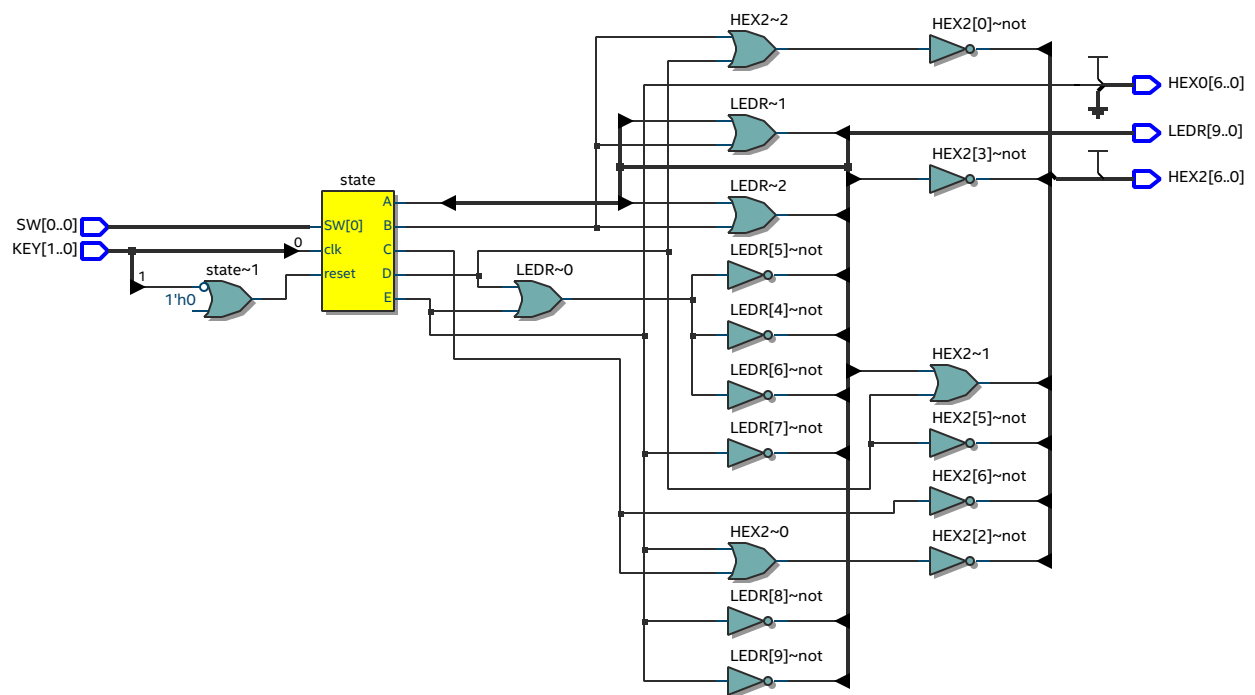 HEX2~2
HEX2[0]~not
HEX0[6..0]
LEDR~1
LEDR[9..0]
HEX2[3]~not
HEX2[6..0]
state
LEDR~2
A
SW[0..0]
SW[0]
B
KEY[1..0]
0
clk
C
LEDR[5]~not
1
state~1
reset
D
LEDR~0
1'h0
E
LEDR[4]~not
HEX2~1
LEDR[6]~not
HEX2[5]~not
LEDR[7]~not
HEX2[6]~not
HEX2~0
HEX2[2]~not
LEDR[8]~not
LEDR[9]~not